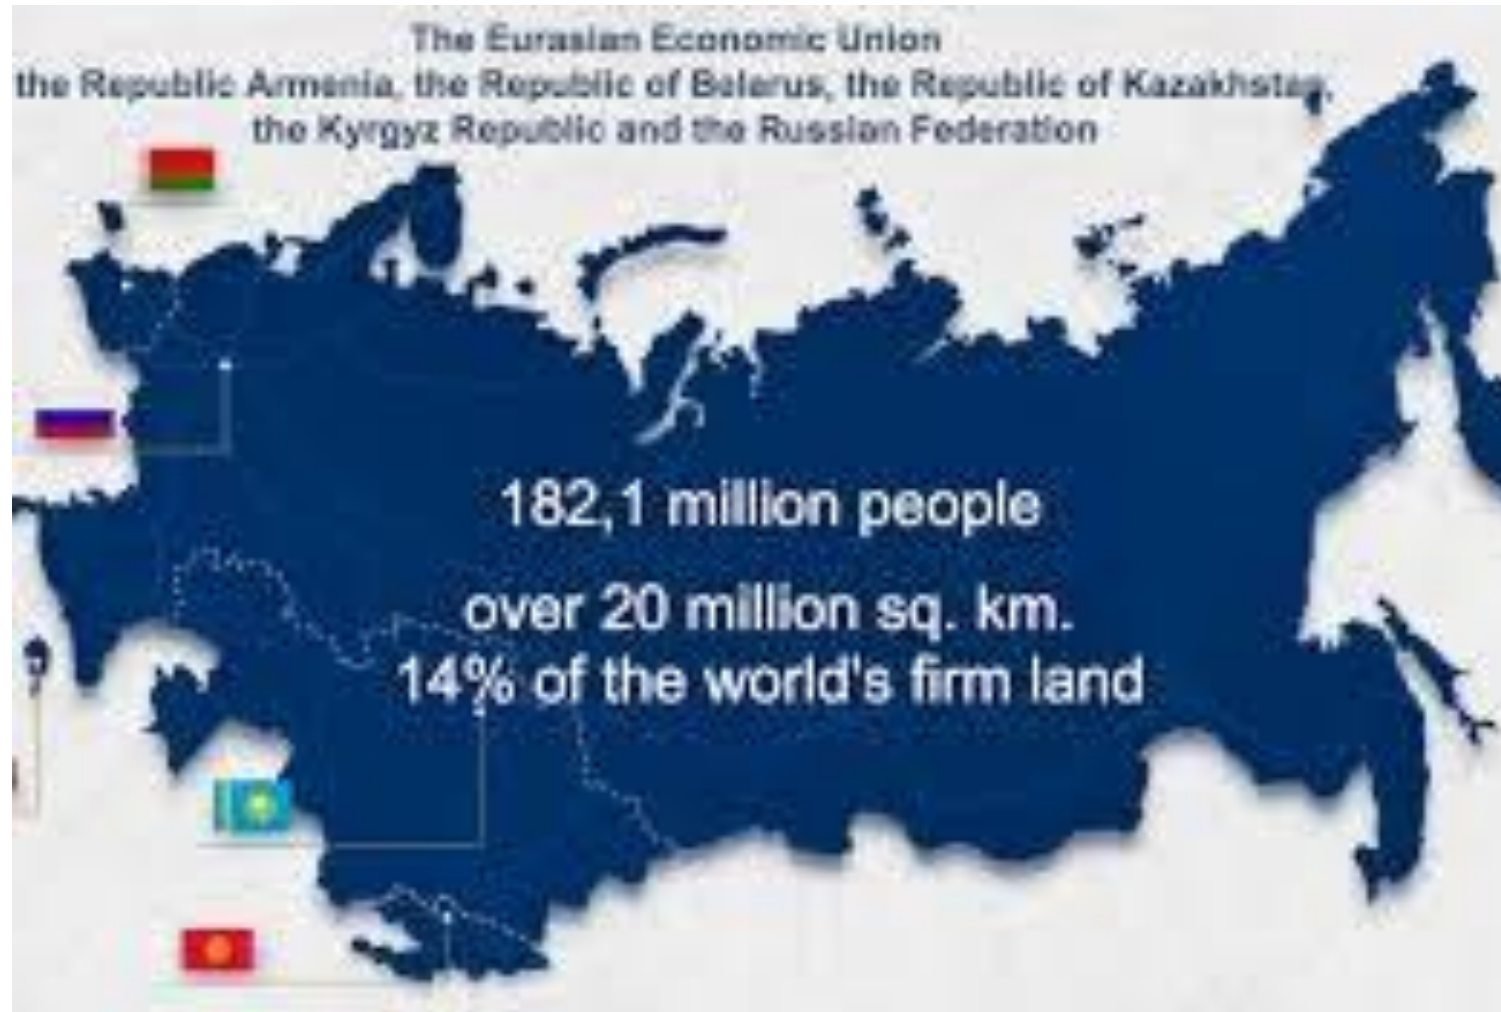 The Eurasian Economic Union
the Republic Armenia, the Republic of Belarus, the Republic of Kazakhstan,
the Kyrgyz Republic and the Russian Federation
182,1 million people
over 20 million sq. km.
14% of the world's firm land